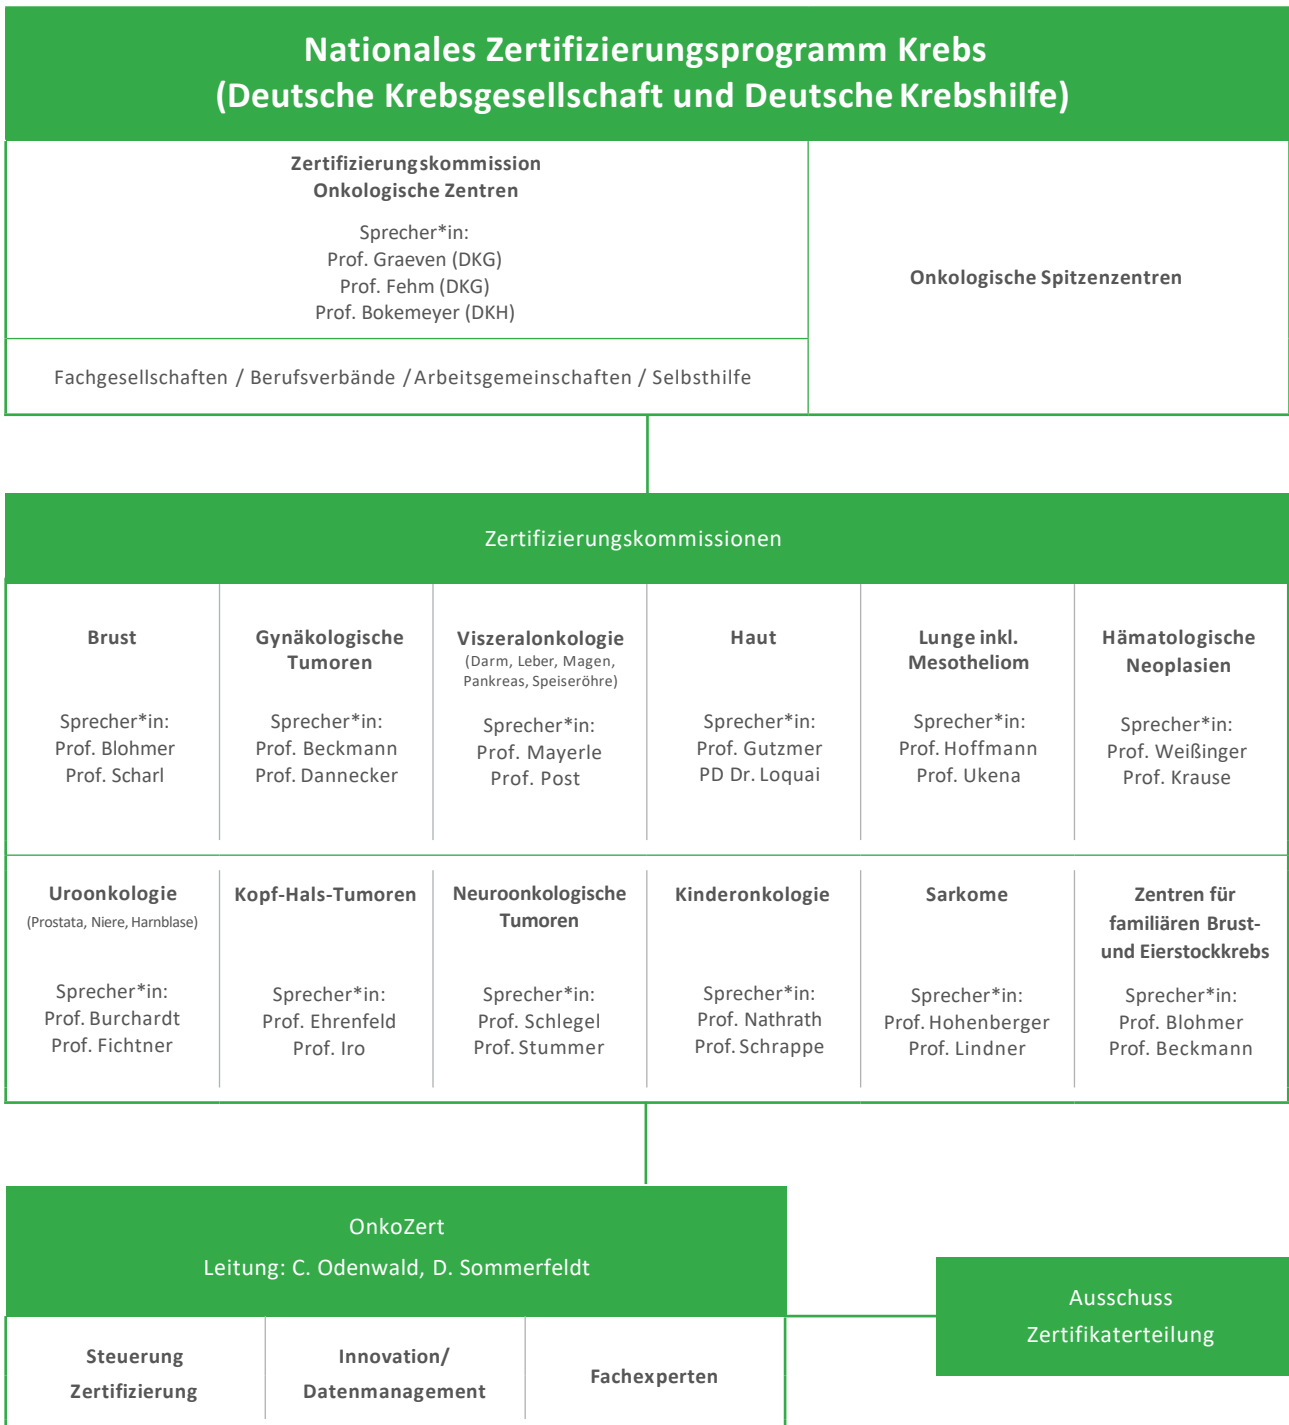 Nationales Zertifizierungsprogramm Krebs
(Deutsche Krebsgesellschaft und Deutsche Krebshilfe)
Zertifizierungskommission
Onkologische Zentren
Sprecher*in:
Prof. Graeven (DKG)
Prof. Fehm (DKG)
Prof. Bokemeyer (DKH)
Fachgesellschaften / Berufsverbände / Arbeitsgemeinschaften / Selbsthilfe
Onkologische Spitzenzentren
Zertifizierungskommissionen
Brust
Sprecher*in:
Prof. Blohmer
Prof. Scharl
Gynäkologische
Tumoren
Sprecher*in:
Prof. Beckmann
Prof. Dannecker
Viszeralonkologie
(Darm, Leber, Magen,
Pankreas, Speiseröhre)
Sprecher*in:
Prof. Mayerle
Prof. Post
Haut
Sprecher*in:
Prof. Gutzmer
PD Dr. Loquai
Lunge inkl.
Mesotheliom
Sprecher*in:
Prof. Hoffmann
Prof. Ukena
Hämatologische
Neoplasien
Sprecher*in:
Prof. Weißinger
Prof. Krause
Uroonkologie
(Prostata, Niere, Harnblase)
Sprecher*in:
Prof. Burchardt
Prof. Fichtner
Kopf-Hals-Tumoren
Sprecher*in:
Prof. Ehrenfeld
Prof. Iro
Neuroonkologische
Tumoren
Sprecher*in:
Prof. Schlegel
Prof. Stummer
Kinderonkologie
Sprecher*in:
Prof. Nathrath
Prof. Schrappe
Sarkome
Sprecher*in:
Prof. Hohenberger
Prof. Lindner
Zentren für
familiären Brust-
und Eierstockkrebs
Sprecher*in:
Prof. Blohmer
Prof. Beckmann
OnkoZert
Leitung: C. Odenwald, D. Sommerfeldt
Steuerung
Zertifizierung
Innovation/
Datenmanagement
Fachexperten
Ausschuss
Zertifikaterteilung